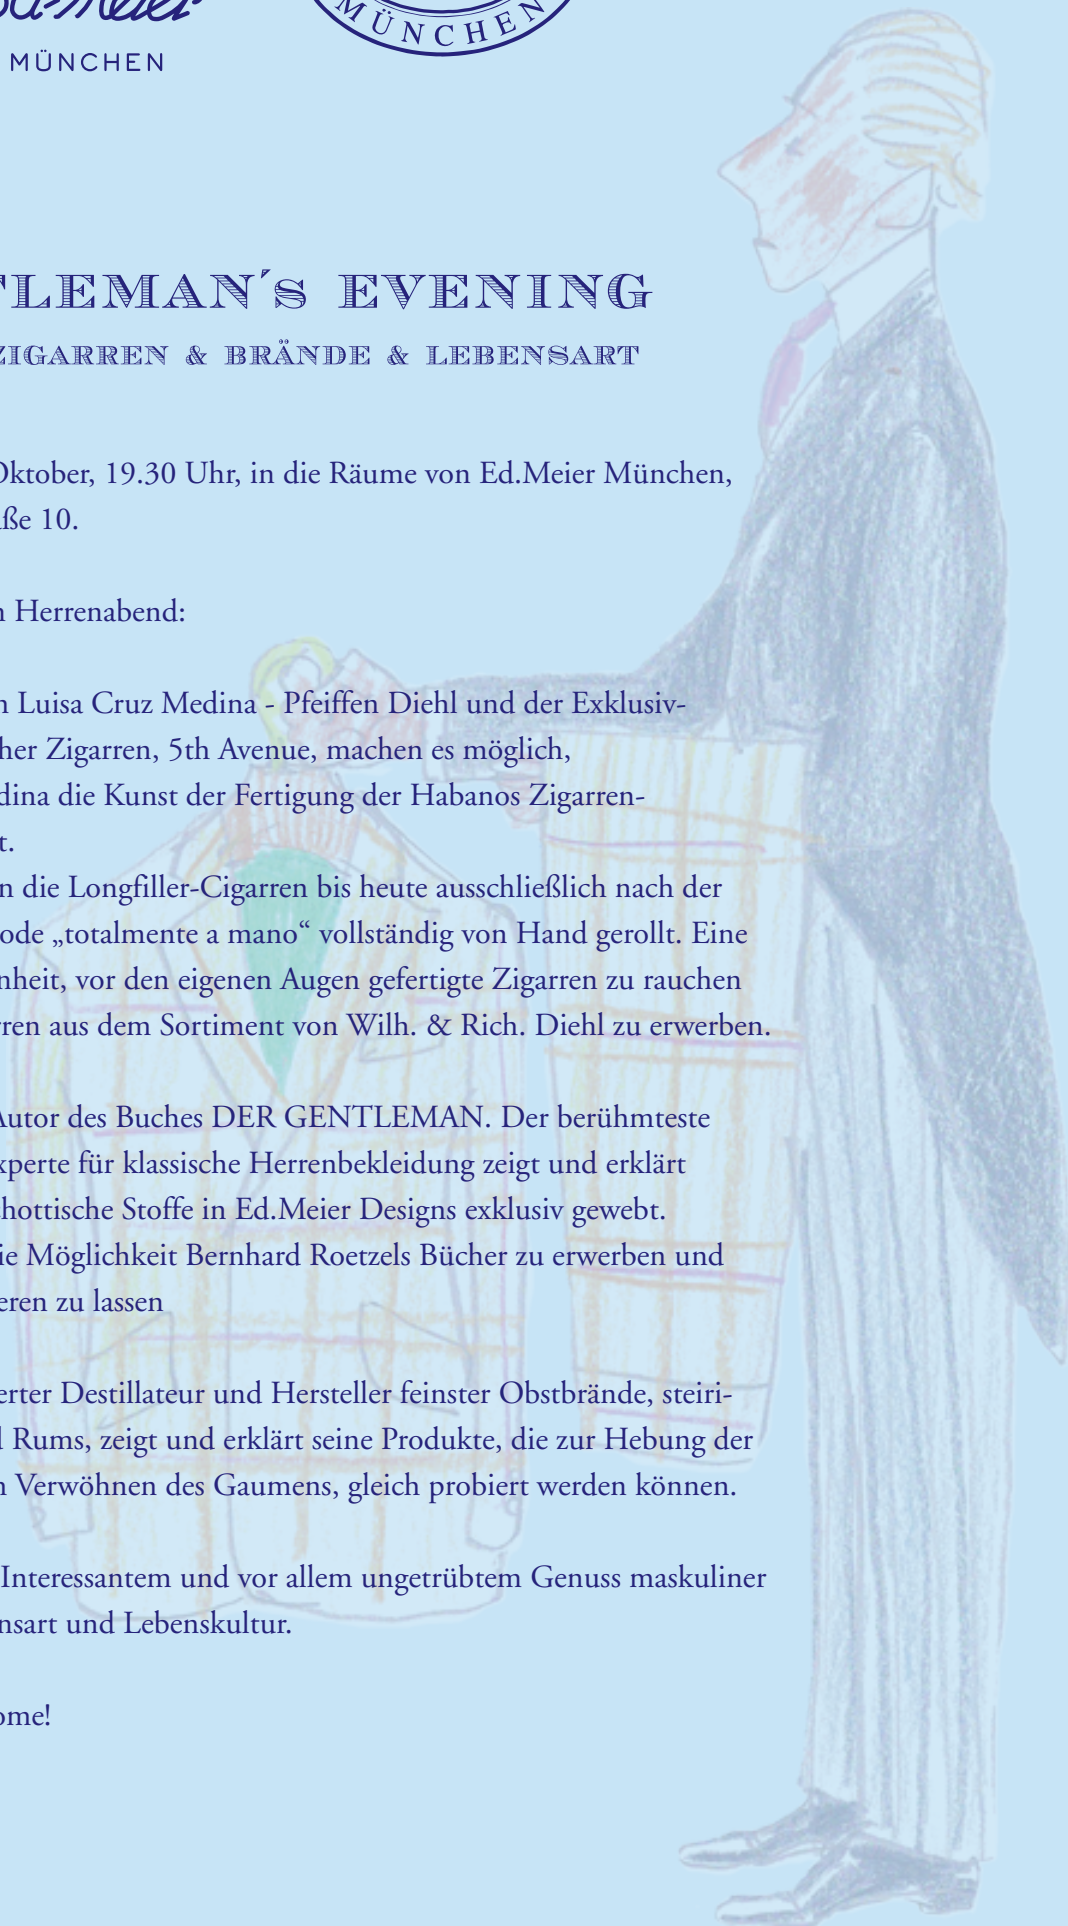 Meier
MÜNCHEN
MÜNCHEN
TLEMAN´s EVENING
ZIGARREN & BRÄNDE & LEBENSART
Oktober, 19.30 Uhr, in die Räume von Ed.Meier München,
aße 10.
n Herrenabend:
n Luisa Cruz Medina - Pfeiffen Diehl und der Exklusiv-
cher Zigarren, 5th Avenue, machen es möglich,
dina die Kunst der Fertigung der Habanos Zigarren-
t.
n die Longfiller-Cigarren bis heute ausschließlich nach der
ode „totalmente a mano“ vollständig von Hand gerollt. Eine
nheit, vor den eigenen Augen gefertigte Zigarren zu rauchen
rren aus dem Sortiment von Wilh. & Rich. Diehl zu erwerben.
Autor des Buches DER GENTLEMAN. Der berühmteste
xperte für klassische Herrenbekleidung zeigt und erklärt
chottische Stoffe in Ed.Meier Designs exklusiv gewebt.
ie Möglichkeit Bernhard Roetzels Bücher zu erwerben und
eren zu lassen
erter Destillateur und Hersteller feinster Obstbrände, steiri-
d Rums, zeigt und erklärt seine Produkte, die zur Hebung der
n Verwöhnen des Gaumens, gleich probiert werden können.
Interessantem und vor allem ungetrübtem Genuss maskuliner
nsart und Lebenskultur.
ome!